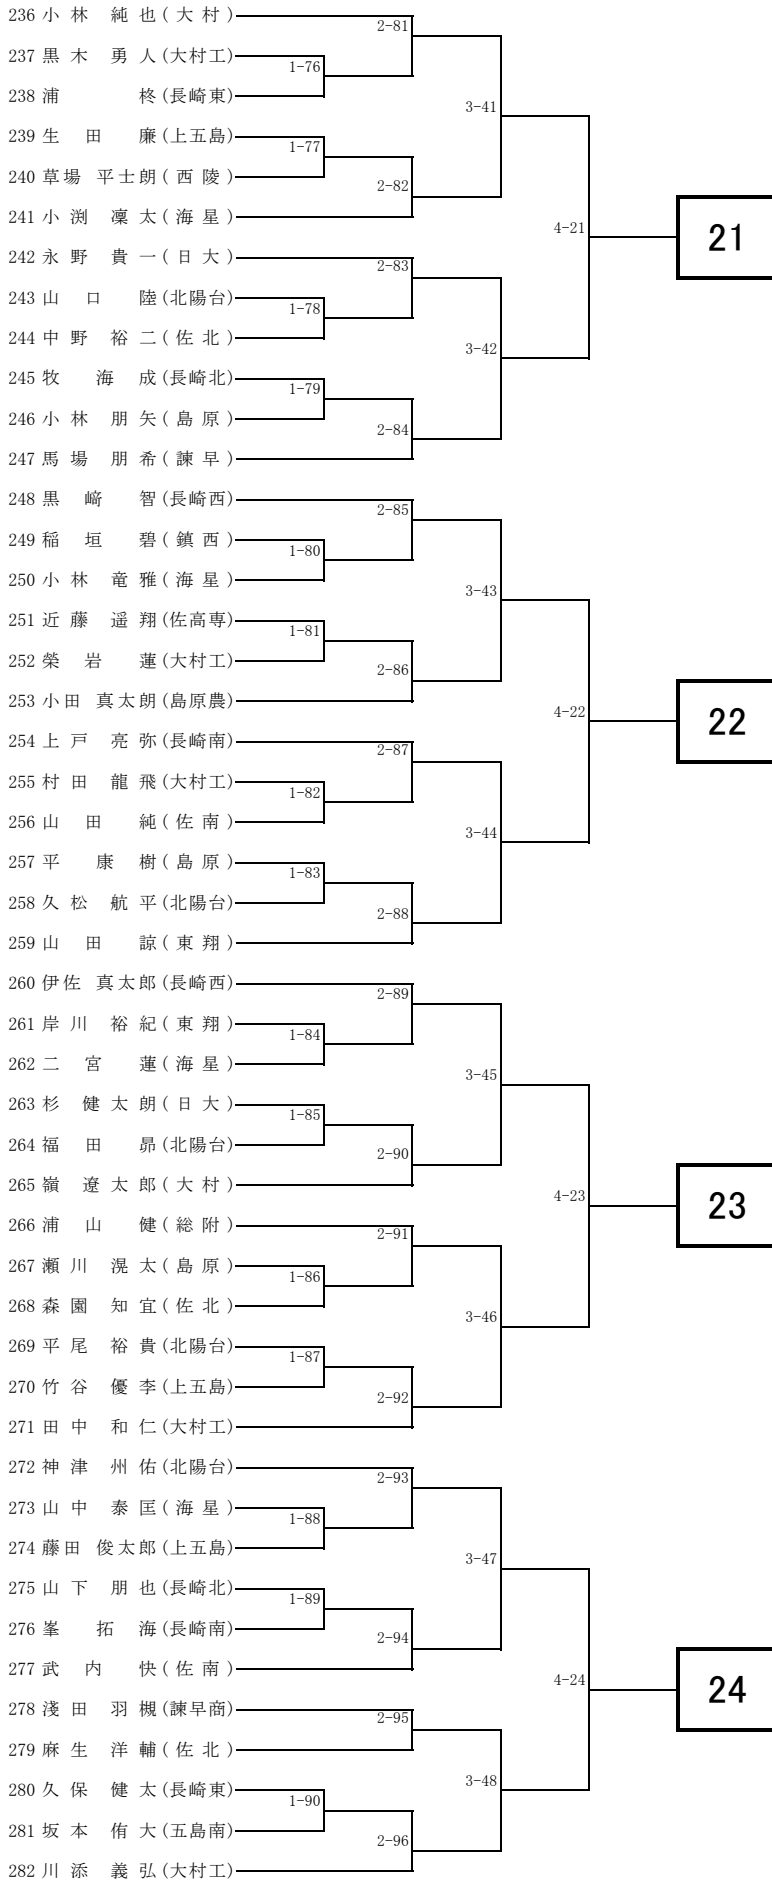 236 小 林 純 也 (大 村)
2-81
237 黒 木 勇 人 (大村工)
1-76
238 浦 柊 (長崎東)
3-41
239 生 田 廉 (上五島)
1-77
240 草場 平士朗 (西 陵)
2-82
241 小 渕 凜 太 (海 星)
4-21
21
242 永 野 貴 一 (日 大)
2-83
243 山 口 陸 (北陽台)
1-78
244 中 野 裕 二 (佐 北)
3-42
245 牧 海 成 (長崎北)
1-79
246 小 林 朋 矢 (島 原)
2-84
247 馬 場 朋 希 (諫 早)
248 黒 﨑 智 (長崎西)
2-85
249 稲 垣 碧 (鎮 西)
1-80
250 小 林 竜 雅 (海 星)
3-43
251 近 藤 遥 翔 (佐高専)
1-81
252 榮 岩 蓮 (大村工)
2-86
253 小田 真太朗 (島原農)
4-22
22
254 上 戸 亮 弥 (長崎南)
2-87
255 村 田 龍 飛 (大村工)
1-82
256 山 田 純 (佐 南)
3-44
257 平 康 樹 (島 原)
1-83
258 久 松 航 平 (北陽台)
2-88
259 山 田 諒 (東 翔)
260 伊佐 真太郎 (長崎西)
2-89
261 岸 川 裕 紀 (東 翔)
1-84
262 二 宮 蓮 (海 星)
3-45
263 杉 健 太 朗 (日 大)
1-85
264 福 田 昴 (北陽台)
2-90
265 嶺 遼 太 郎 (大 村)
4-23
23
266 浦 山 健 (総 附)
2-91
267 瀬 川 滉 太 (島 原)
1-86
268 森 園 知 宜 (佐 北)
3-46
269 平 尾 裕 貴 (北陽台)
1-87
270 竹 谷 優 李 (上五島)
2-92
271 田 中 和 仁 (大村工)
272 神 津 州 佑 (北陽台)
2-93
273 山 中 泰 匡 (海 星)
1-88
274 藤田 俊太郎 (上五島)
3-47
275 山 下 朋 也 (長崎北)
1-89
276 峯 拓 海 (長崎南)
2-94
277 武 内 快 (佐 南)
4-24
24
278 淺 田 羽 槻 (諫早商)
2-95
279 麻 生 洋 輔 (佐 北)
3-48
280 久 保 健 太 (長崎東)
1-90
281 坂 本 侑 大 (五島南)
2-96
282 川 添 義 弘 (大村工)